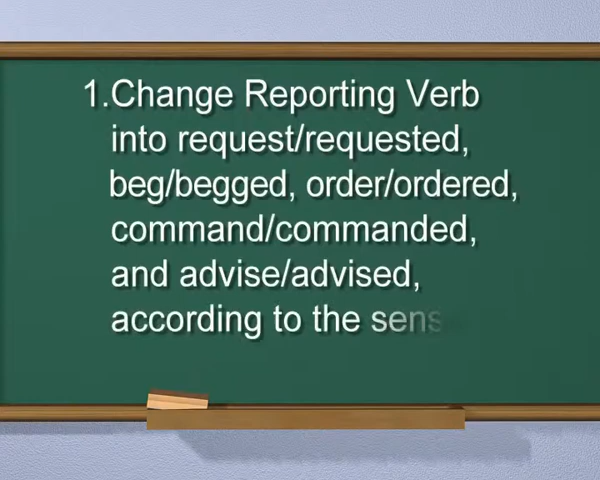 1.Change Reporting Verb
into request/requested,
beg/begged, order/ordered,
command/commanded,
and advise/advised,
according to the sens